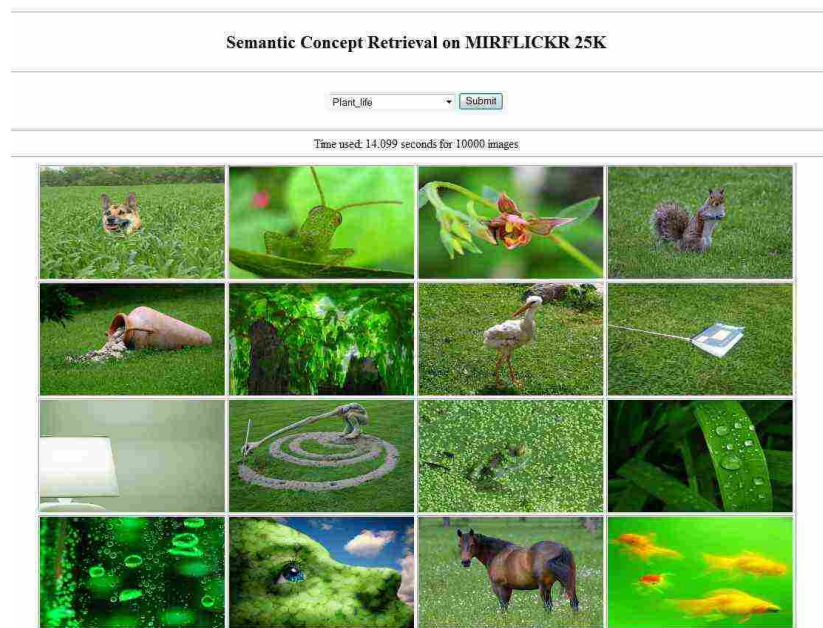 Semantic Concept Retrieval on MIRFLICKR 25K
Plant_life Submit
Time used: 14.099 seconds for 10000 images